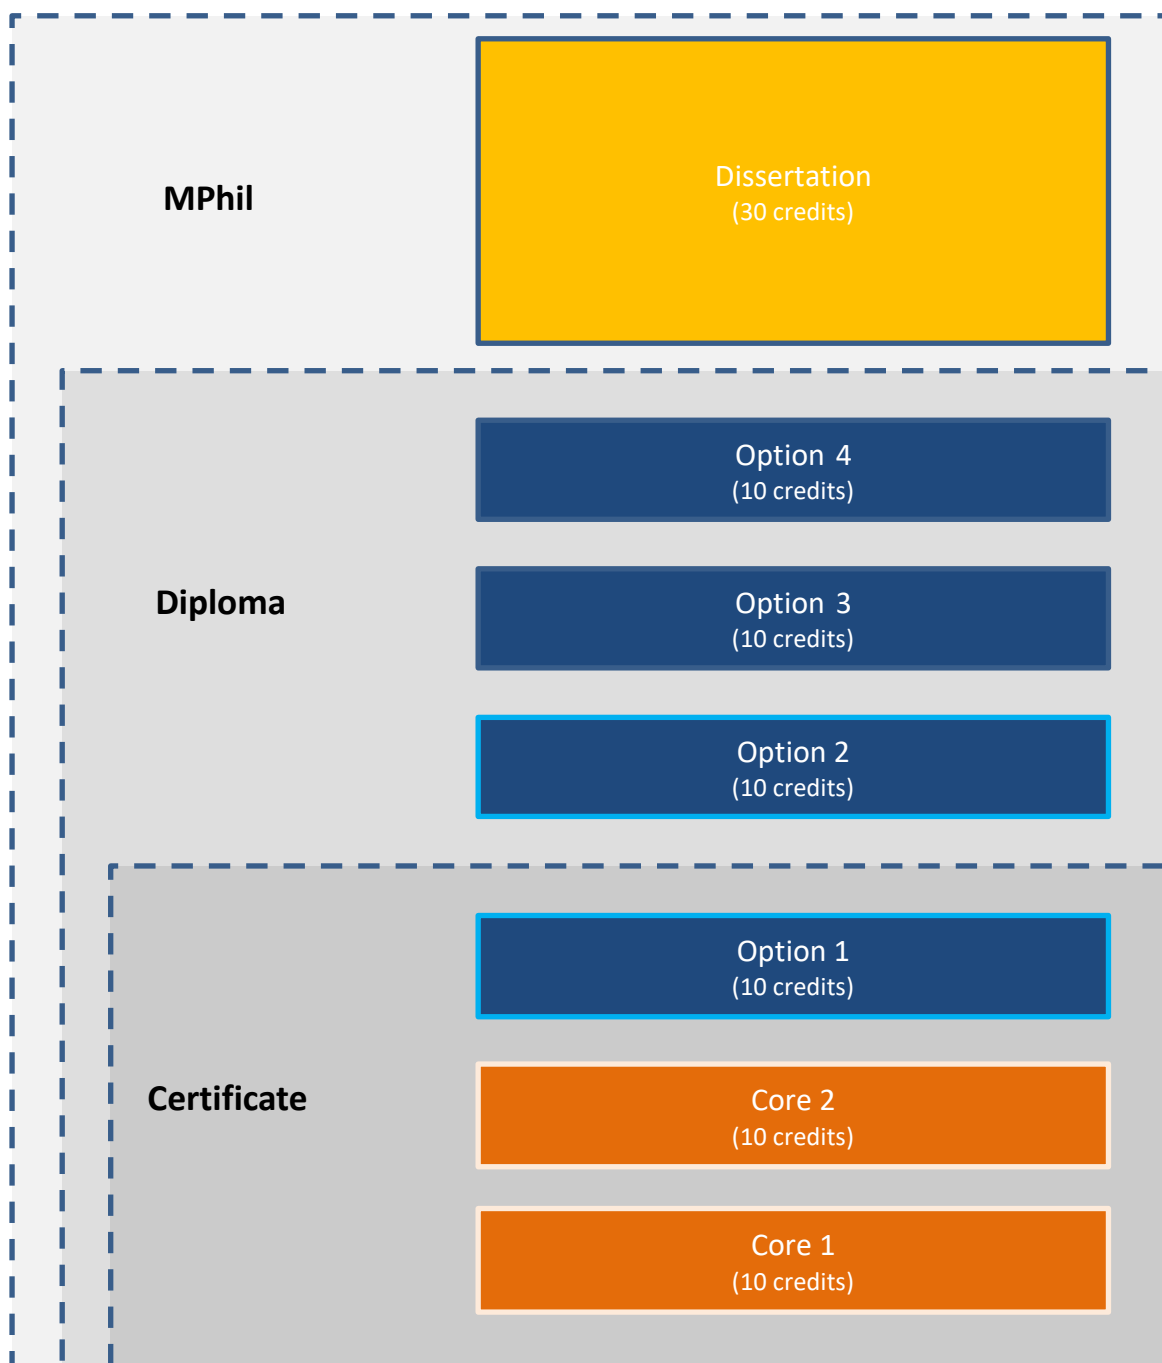 MPhil
Dissertation
(30 credits)
Option 4
(10 credits)
Diploma
Option 3
(10 credits)
Option 2
(10 credits)
Option 1
(10 credits)
Certificate
Core 2
(10 credits)
Core 1
(10 credits)